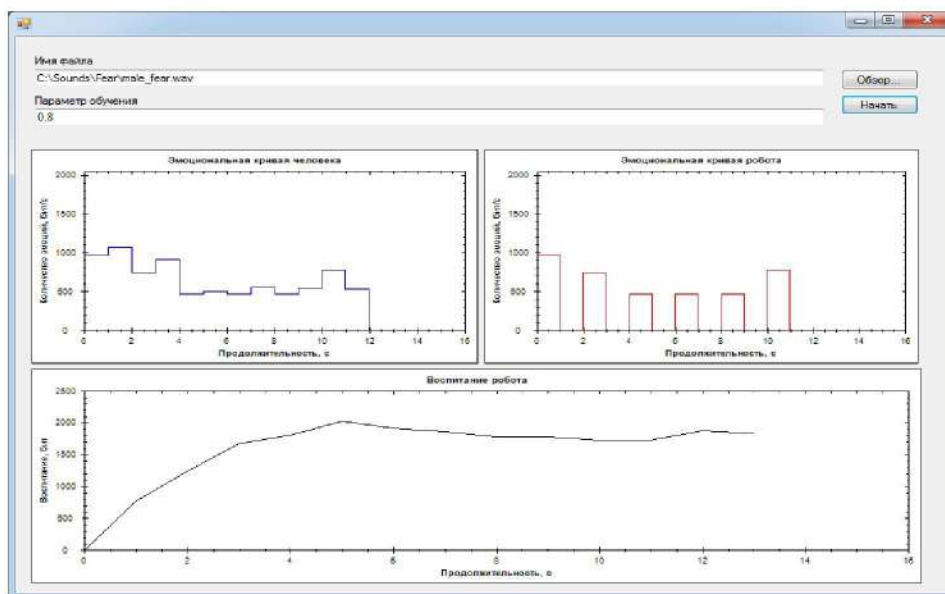 Имя файла
C:\Sounds\Fear\male_fear.wav
Обзор...
Параметр обучения
0.8
Начать
Эмоциональная кривая человека
Количество эмоций, бит/с
2000
1500
1000
500
0
0 2 4 6 8 10 12 14 16
Продолжительность, с
Эмоциональная кривая робота
Количество эмоций, бит/с
2000
1500
1000
500
0
0 2 4 6 8 10 12 14 16
Продолжительность, с
Воспитание робота
Воспитание, бит
2500
2000
1500
1000
500
0
0 2 4 6 8 10 12 14 16
Продолжительность, с